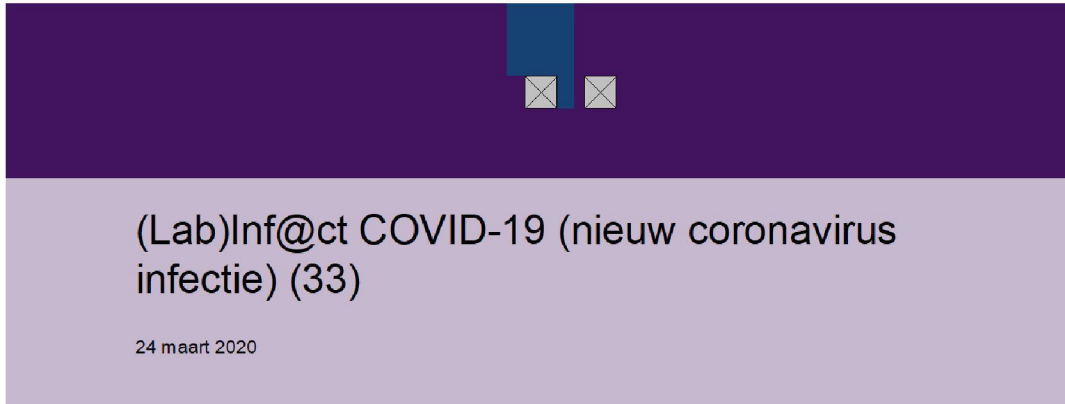 (Lab)Inf@ct COVID-19 (nieuw coronavirus
infectie) (33)
24 maart 2020